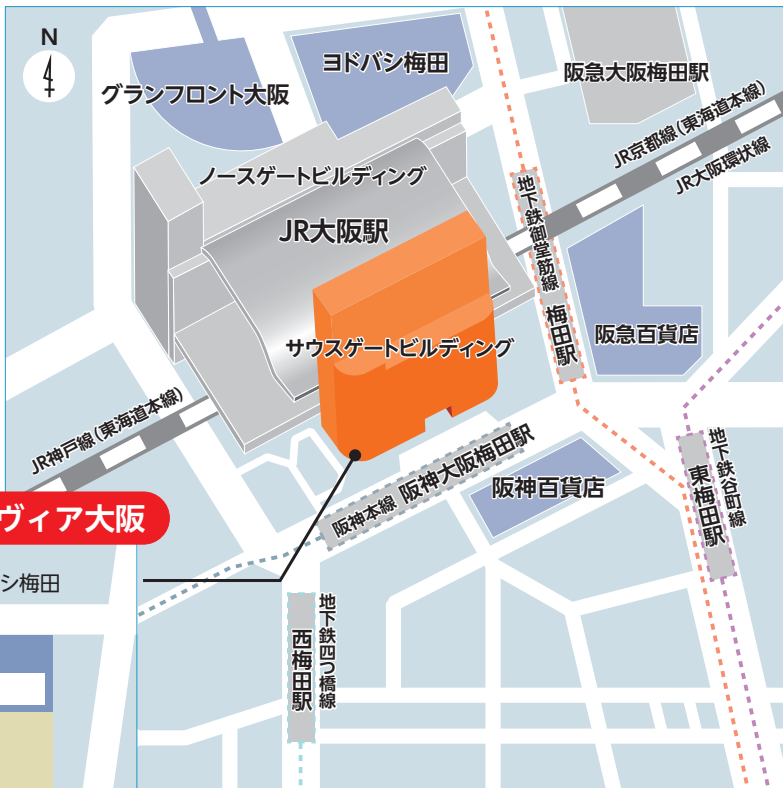 N
ヨドバシ梅田
阪急大阪梅田駅
グランフロント大阪
JR京都線(東海道本線)
JR大阪環状線
ノースゲートビルディング
JR大阪駅
地下鉄御堂筋線
梅田駅
阪急百貨店
サウスゲートビルディング
JR神戸線(東海道本線)
阪神本線 阪神大阪梅田駅
阪神百貨店
地下鉄谷町線
東梅田駅
ヴィア大阪
シ梅田
地下鉄四つ橋線
西梅田駅